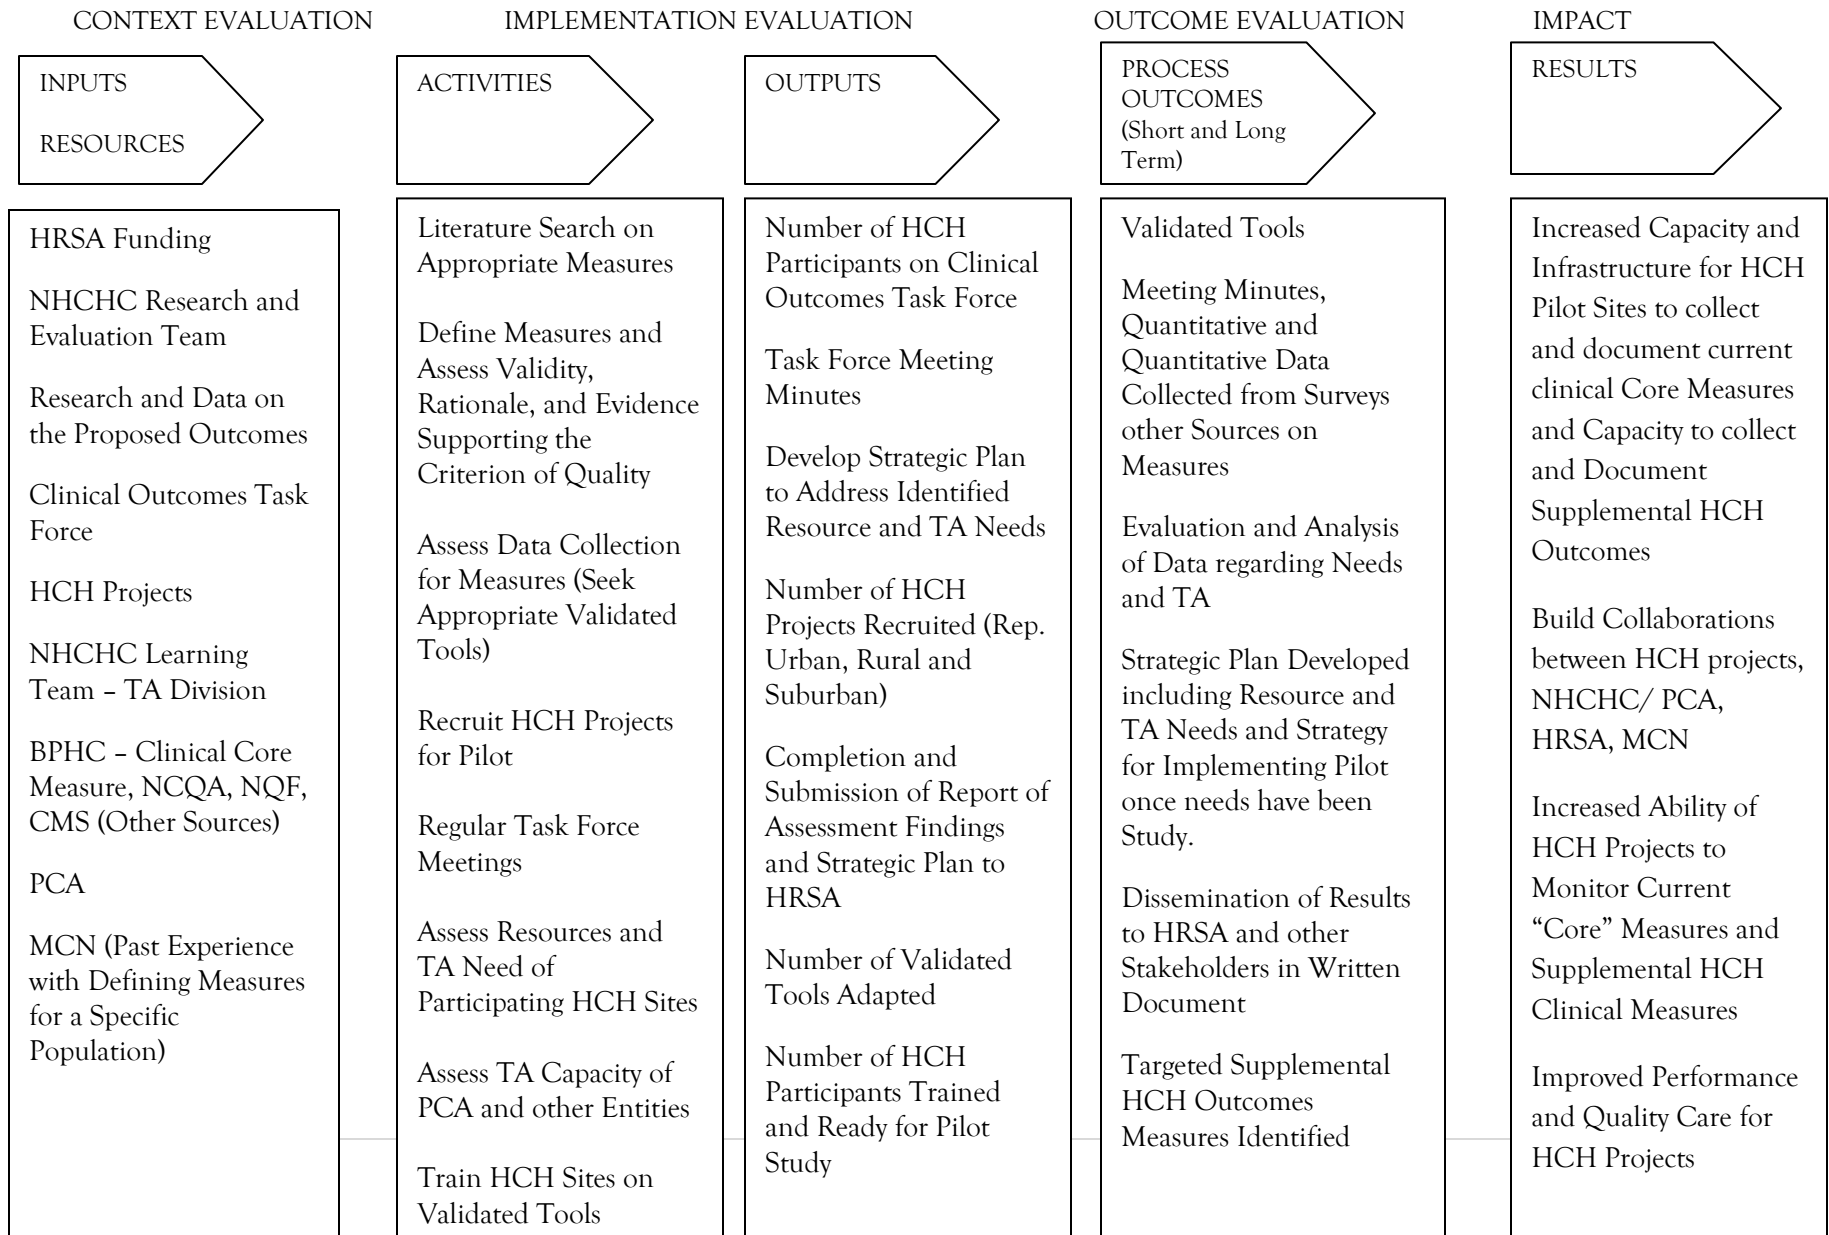 CONTEXT EVALUATION
IMPLEMENTATION EVALUATION
OUTCOME EVALUATION
IMPACT
INPUTS
RESOURCES
ACTIVITIES
OUTPUTS
PROCESS
OUTCOMES
(Short and Long
Term)
RESULTS
HRSA Funding
NHCHC Research and
Evaluation Team
Research and Data on
the Proposed Outcomes
Clinical Outcomes Task
Force
HCH Projects
NHCHC Learning
Team – TA Division
BPHC – Clinical Core
Measure, NCQA, NQF,
CMS (Other Sources)
PCA
MCN (Past Experience
with Defining Measures
for a Specific
Population)
Literature Search on
Appropriate Measures
Define Measures and
Assess Validity,
Rationale, and Evidence
Supporting the
Criterion of Quality
Assess Data Collection
for Measures (Seek
Appropriate Validated
Tools)
Recruit HCH Projects
for Pilot
Regular Task Force
Meetings
Assess Resources and
TA Need of
Participating HCH Sites
Assess TA Capacity of
PCA and other Entities
Train HCH Sites on
Validated Tools
Number of HCH
Participants on Clinical
Outcomes Task Force
Task Force Meeting
Minutes
Develop Strategic Plan
to Address Identified
Resource and TA Needs
Number of HCH
Projects Recruited (Rep.
Urban, Rural and
Suburban)
Completion and
Submission of Report of
Assessment Findings
and Strategic Plan to
HRSA
Number of Validated
Tools Adapted
Number of HCH
Participants Trained
and Ready for Pilot
Study
Validated Tools
Meeting Minutes,
Quantitative and
Quantitative Data
Collected from Surveys
other Sources on
Measures
Evaluation and Analysis
of Data regarding Needs
and TA
Strategic Plan Developed
including Resource and
TA Needs and Strategy
for Implementing Pilot
once needs have been
Study.
Dissemination of Results
to HRSA and other
Stakeholders in Written
Document
Targeted Supplemental
HCH Outcomes
Measures Identified
Increased Capacity and
Infrastructure for HCH
Pilot Sites to collect
and document current
clinical Core Measures
and Capacity to collect
and Document
Supplemental HCH
Outcomes
Build Collaborations
between HCH projects,
NHCHC/ PCA,
HRSA, MCN
Increased Ability of
HCH Projects to
Monitor Current
“Core” Measures and
Supplemental HCH
Clinical Measures
Improved Performance
and Quality Care for
HCH Projects